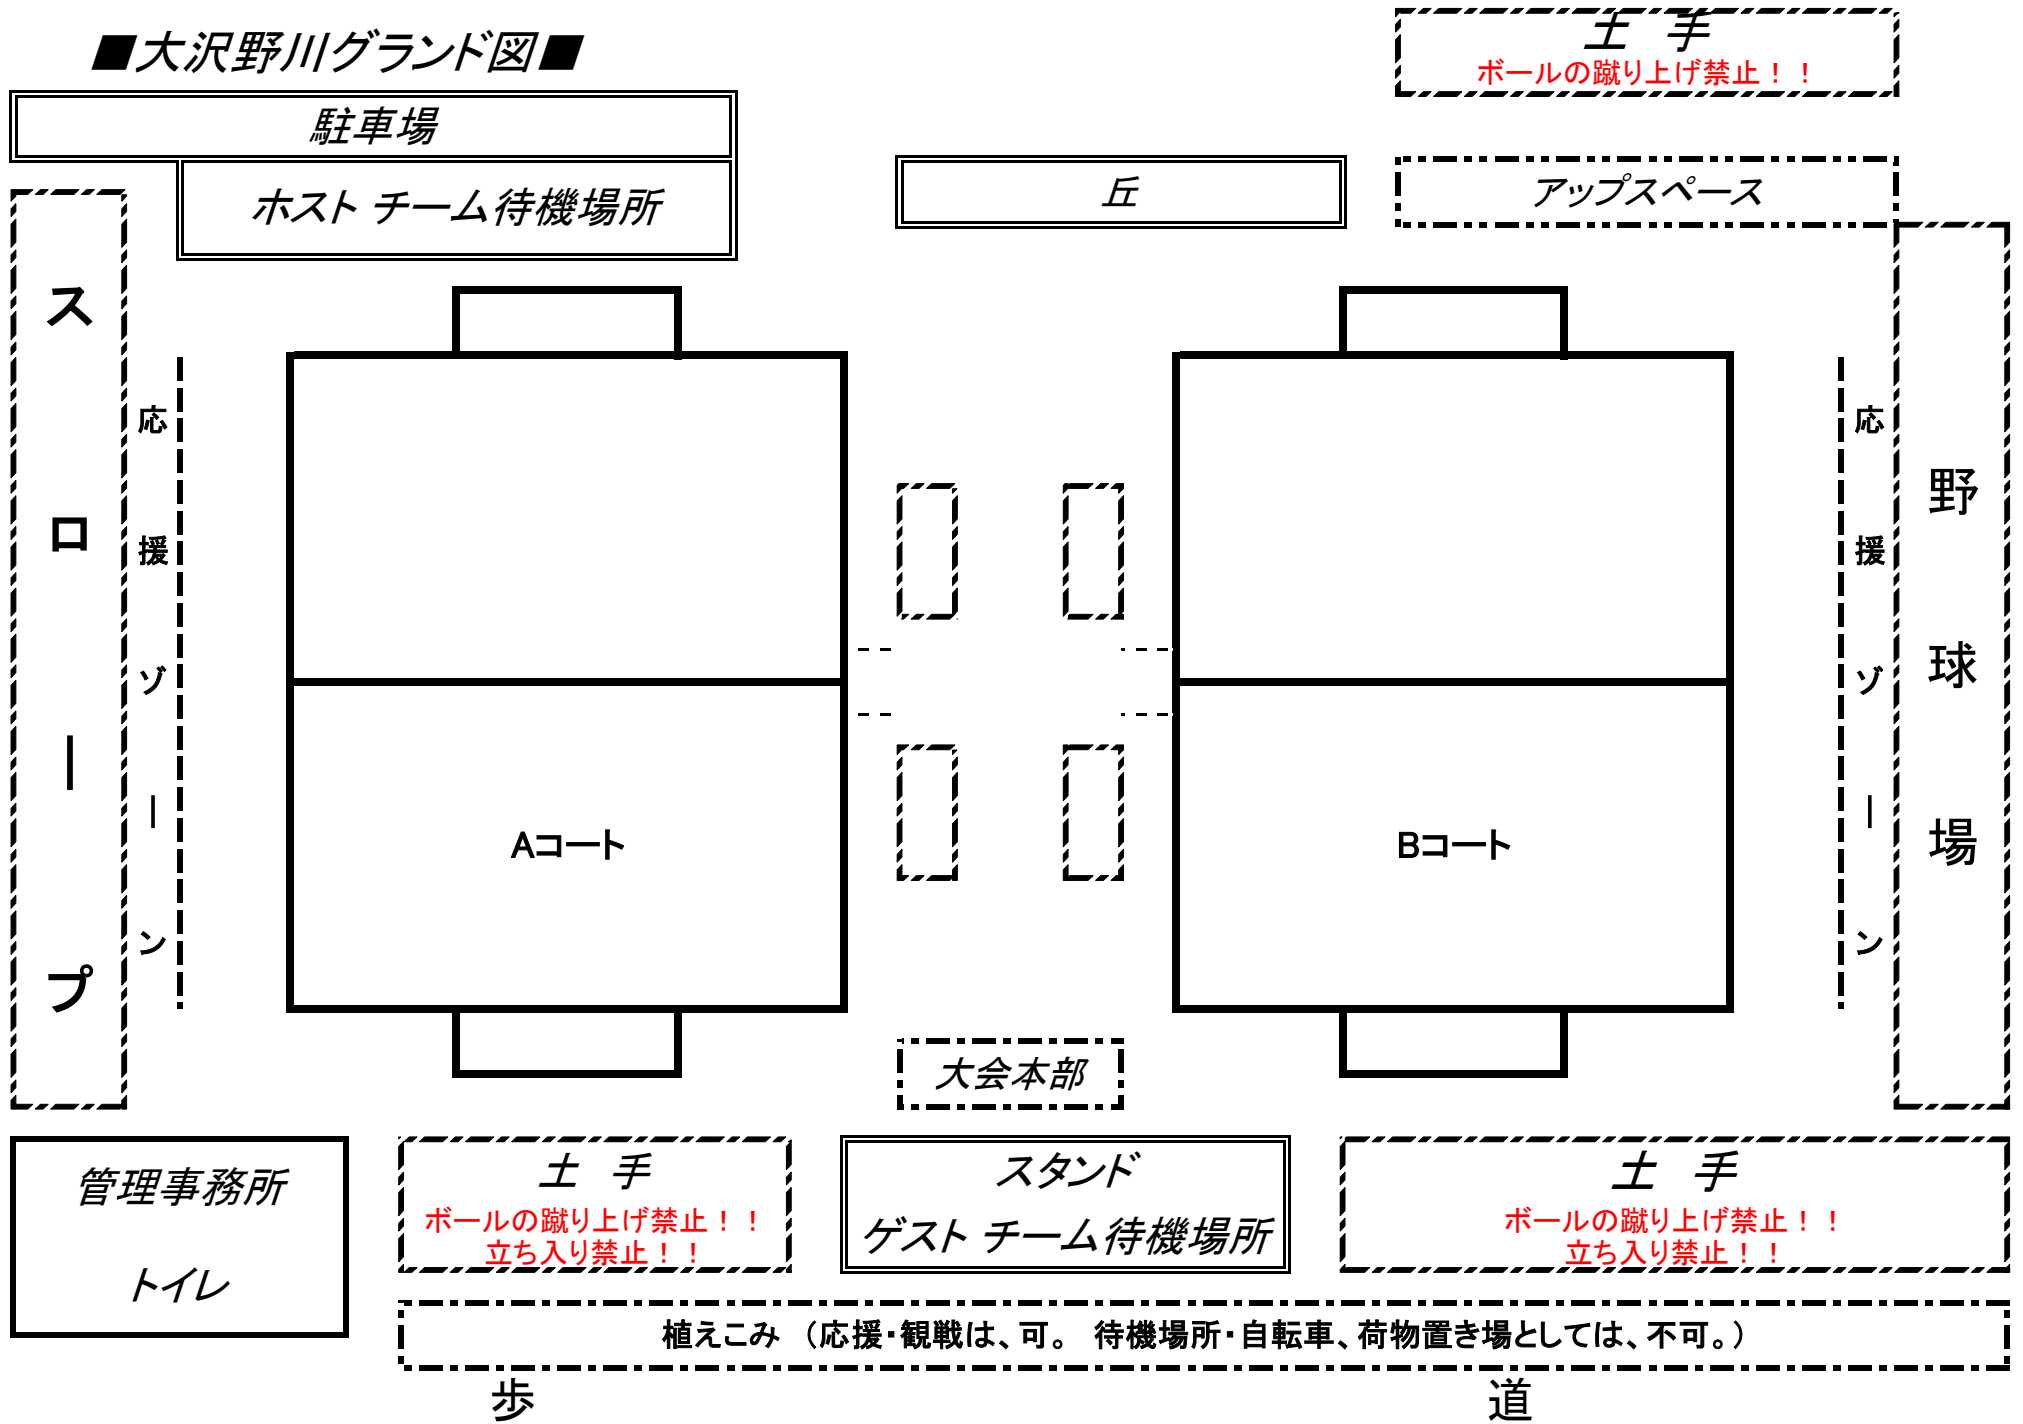 ■大沢野川グランド図■
土　手
ボールの蹴り上げ禁止！！
駐車場
ホスト チーム待機場所
丘
アップスペース
スロープ
応援ゾーン
応援ゾーン
野球場
Aコート
Bコート
大会本部
管理事務所
トイレ
土　手
ボールの蹴り上げ禁止！！
立ち入り禁止！！
スタンド
ゲスト チーム待機場所
土　手
ボールの蹴り上げ禁止！！
立ち入り禁止！！
植えこみ　（応援・観戦は、可。　待機場所・自転車、荷物置き場としては、不可。）
歩　道